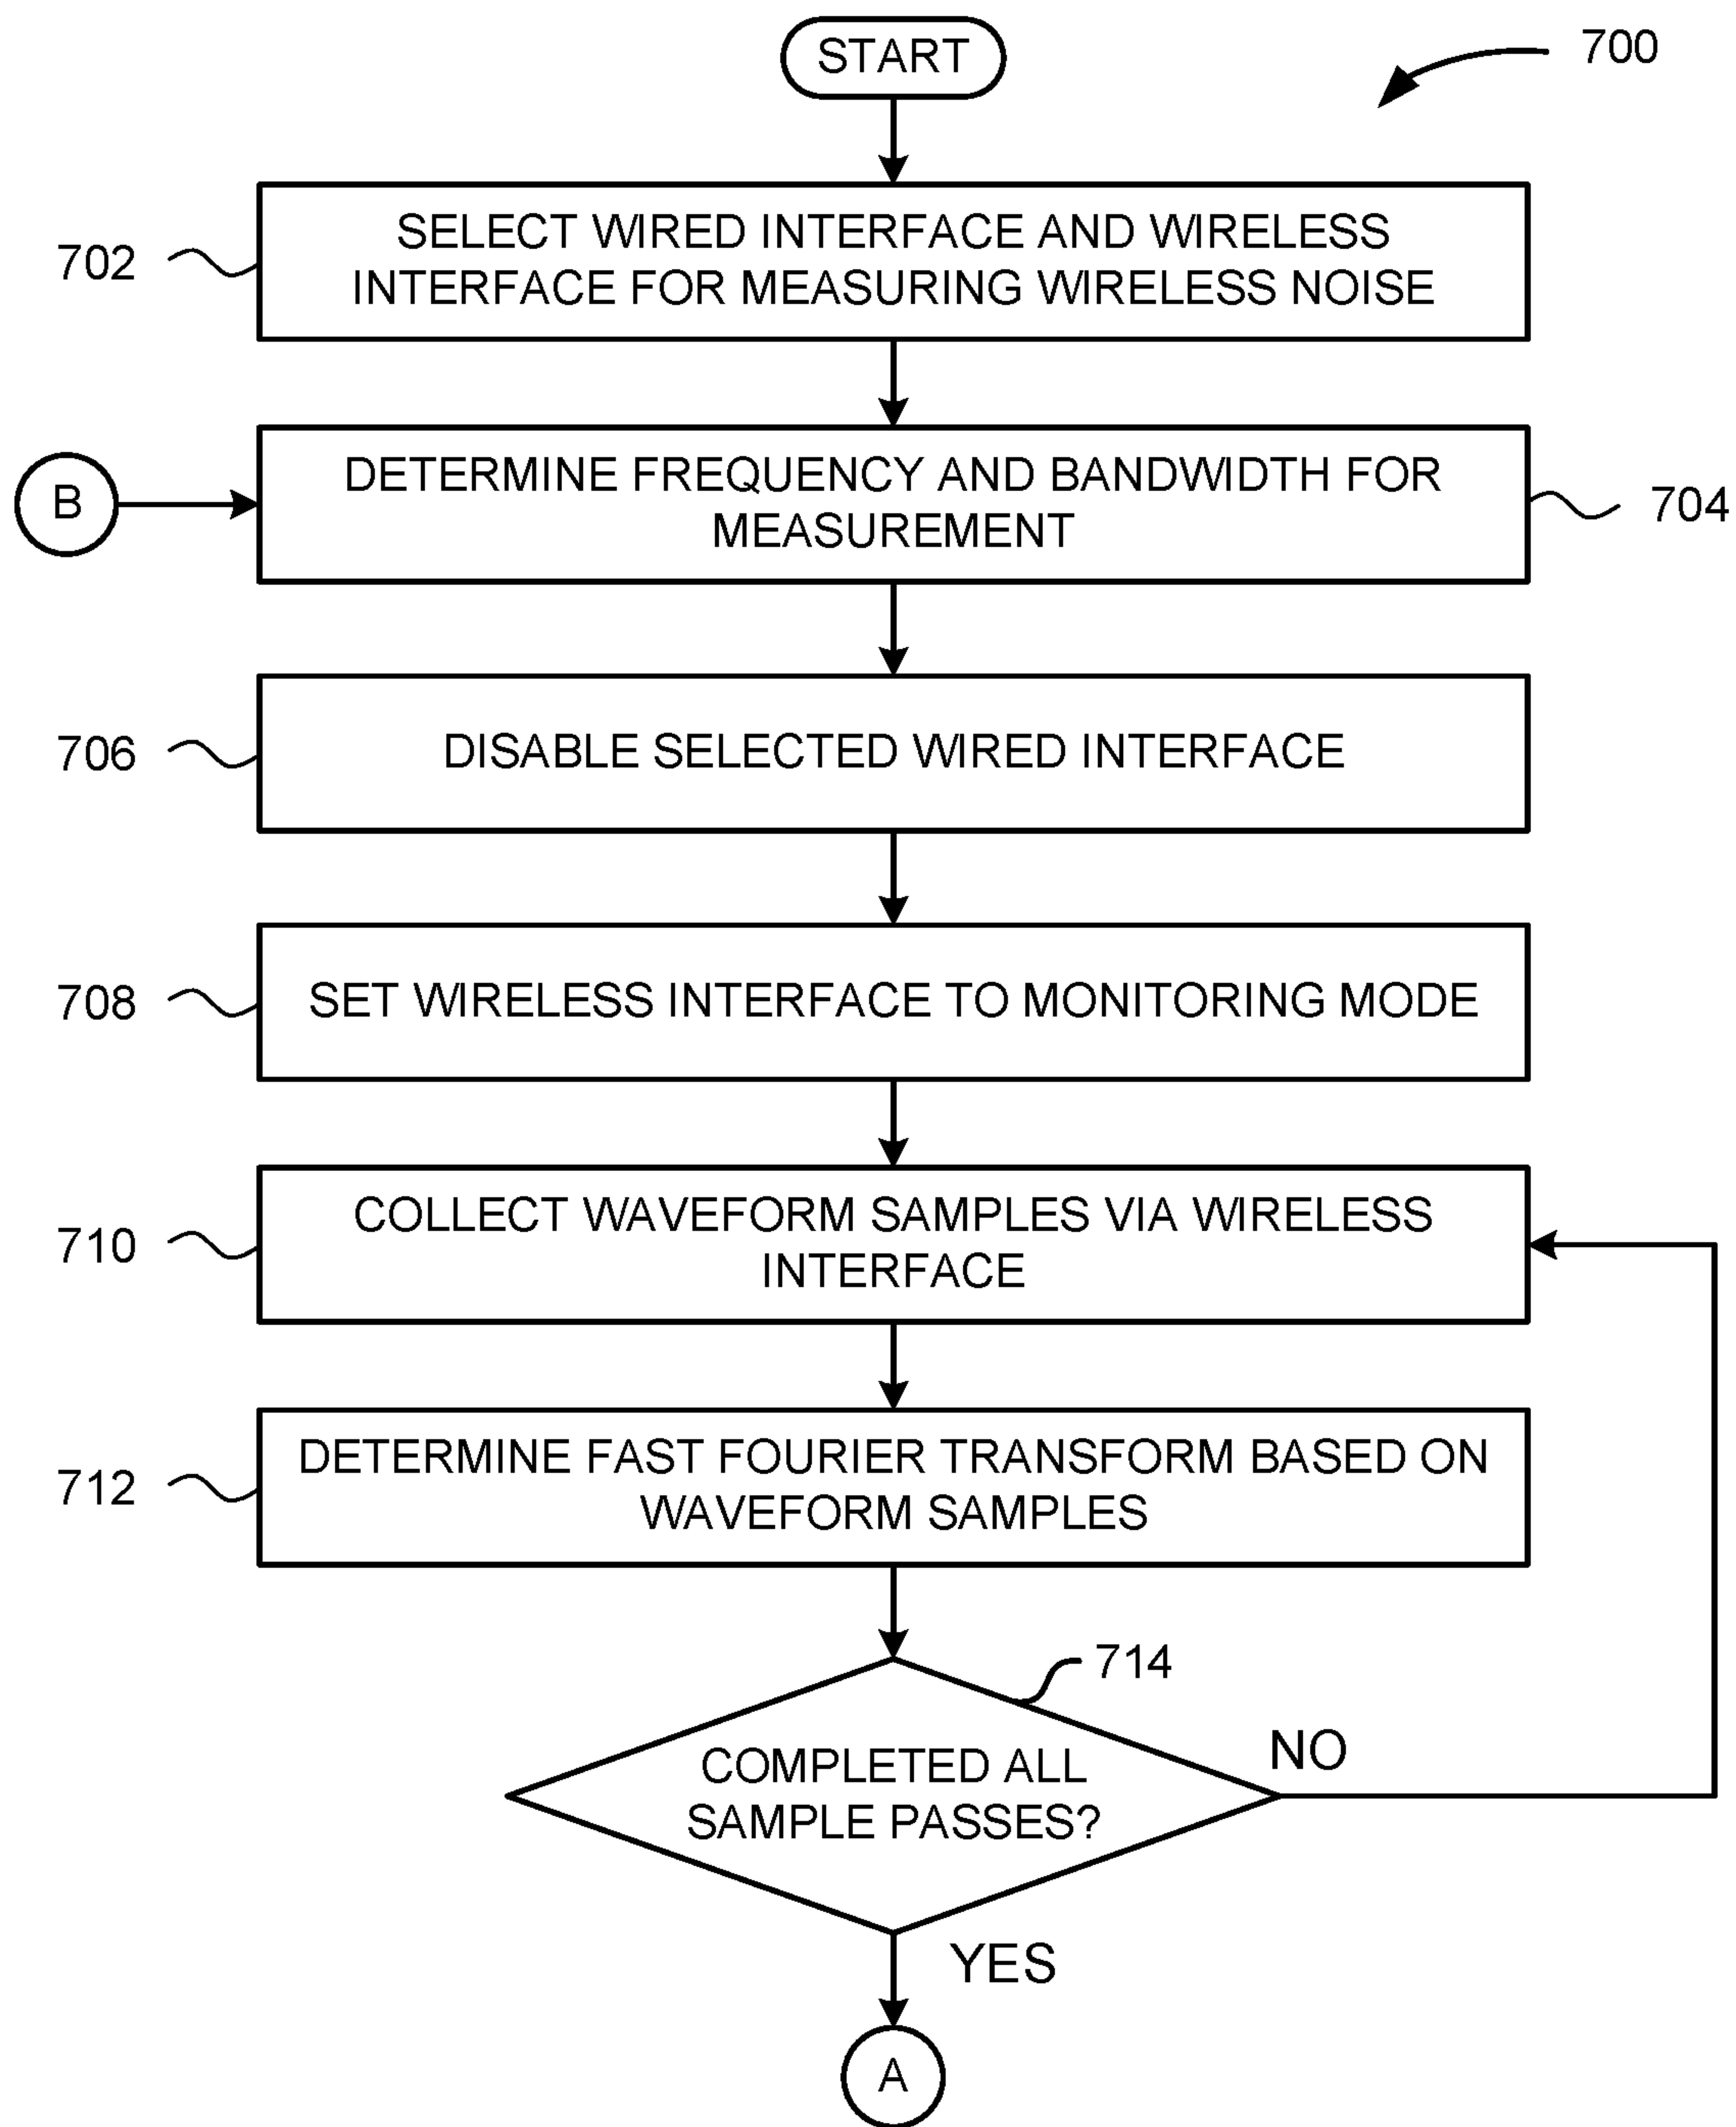 START
700
702
SELECT WIRED INTERFACE AND WIRELESS
INTERFACE FOR MEASURING WIRELESS NOISE
B
DETERMINE FREQUENCY AND BANDWIDTH FOR
MEASUREMENT
704
706
DISABLE SELECTED WIRED INTERFACE
708
SET WIRELESS INTERFACE TO MONITORING MODE
710
COLLECT WAVEFORM SAMPLES VIA WIRELESS
INTERFACE
712
DETERMINE FAST FOURIER TRANSFORM BASED ON
WAVEFORM SAMPLES
714
COMPLETED ALL
SAMPLE PASSES?
NO
YES
A